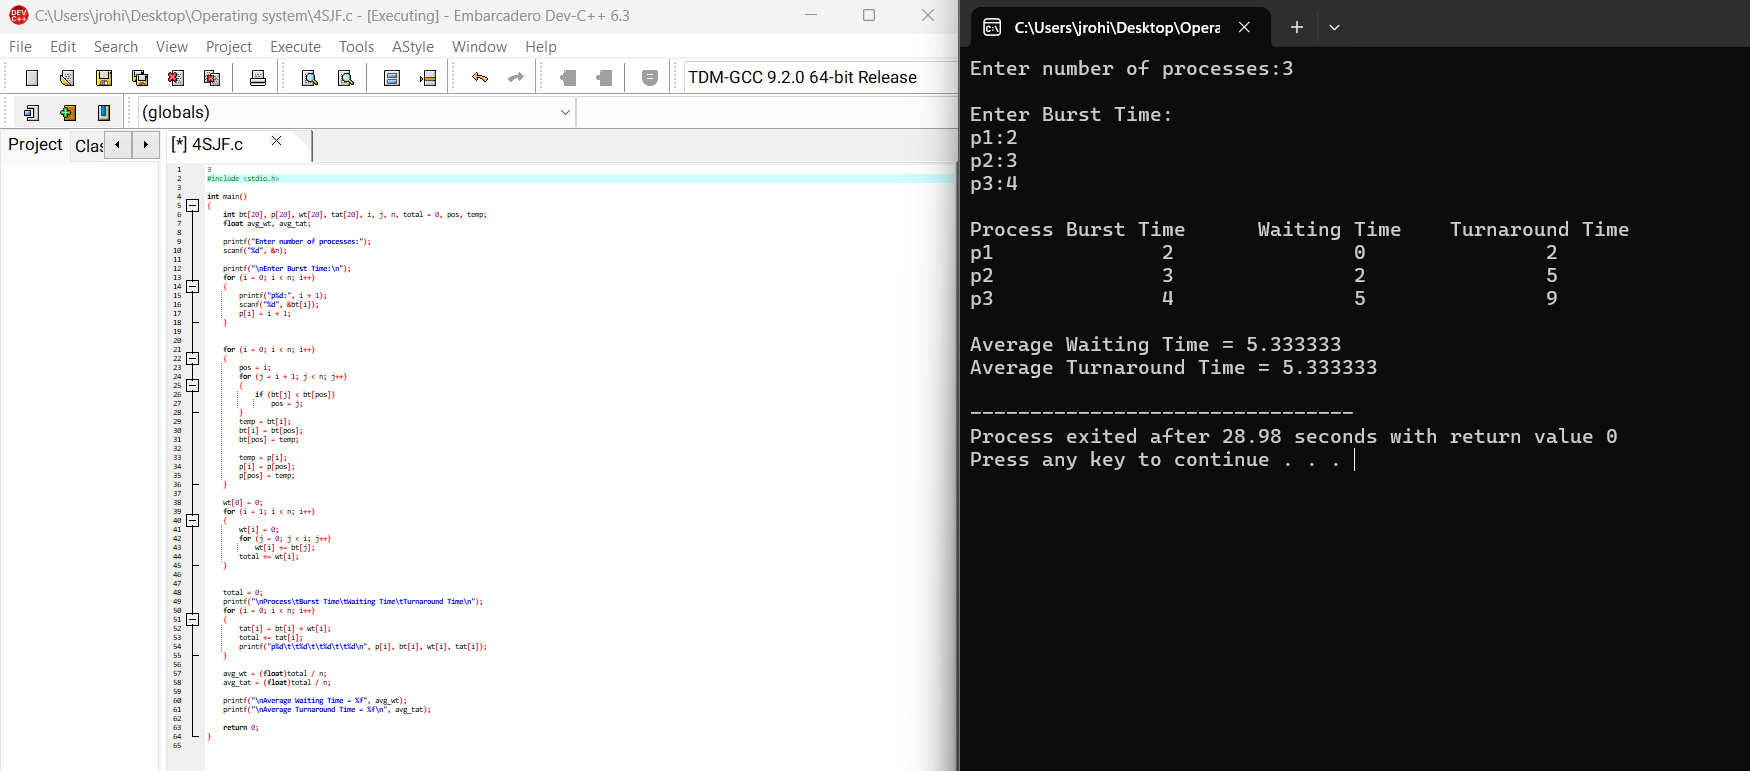 C:\Users\jrohi\Desktop\Operating system\4SJF.c - [Executing] - Embarcadero Dev-C++ 6.3
File Edit Search View Project Execute Tools AStyle Window Help
TDM-GCC 9.2.0 64-bit Release
(globals)
Project Clas [*] 4SJF.c
1 3
2 #include <stdio.h>
3
4 int main()
5 {
6 int bt[20], p[20], wt[20], tat[20], i, j, n, total = 0, pos, temp;
7 float avg_wt, avg_tat;
8
9 printf("Enter number of processes:");
10 scanf("%d", &n);
11
12 printf("\nEnter Burst Time:\n");
13 for (i = 0; i < n; i++)
14 {
15 printf("p%d:", i + 1);
16 scanf("%d", &bt[i]);
17 p[i] = i + 1;
18 }
19
20
21 for (i = 0; i < n; i++)
22 {
23 pos = i;
24 for (j = i + 1; j < n; j++)
25 {
26 if (bt[j] < bt[pos])
27 pos = j;
28 }
29 temp = bt[i];
30 bt[i] = bt[pos];
31 bt[pos] = temp;
32
33 temp = p[i];
34 p[i] = p[pos];
35 p[pos] = temp;
36 }
37
38 wt[0] = 0;
39 for (i = 1; i < n; i++)
40 {
41 wt[i] = 0;
42 for (j = 0; j < i; j++)
43 wt[i] += bt[j];
44 total += wt[i];
45 }
46
47
48 total = 0;
49 printf("\nProcess\tBurst Time\tWaiting Time\tTurnaround Time\n");
50 for (i = 0; i < n; i++)
51 {
52 tat[i] = bt[i] + wt[i];
53 total += tat[i];
54 printf("p%d\t\t%d\t\t%d\t\t%d\n", p[i], bt[i], wt[i], tat[i]);
55 }
56
57 avg_wt = (float)total / n;
58 avg_tat = (float)total / n;
59
60 printf("\nAverage Waiting Time = %f", avg_wt);
61 printf("\nAverage Turnaround Time = %f\n", avg_tat);
62
63 return 0;
64 }
65
C:\Users\jrohi\Desktop\Opera
Enter number of processes:3
Enter Burst Time:
p1:2
p2:3
p3:4
Process Burst Time Waiting Time Turnaround Time
p1 2 0 2
p2 3 2 5
p3 4 5 9
Average Waiting Time = 5.333333
Average Turnaround Time = 5.333333
--------------------------------
Process exited after 28.98 seconds with return value 0
Press any key to continue . . .